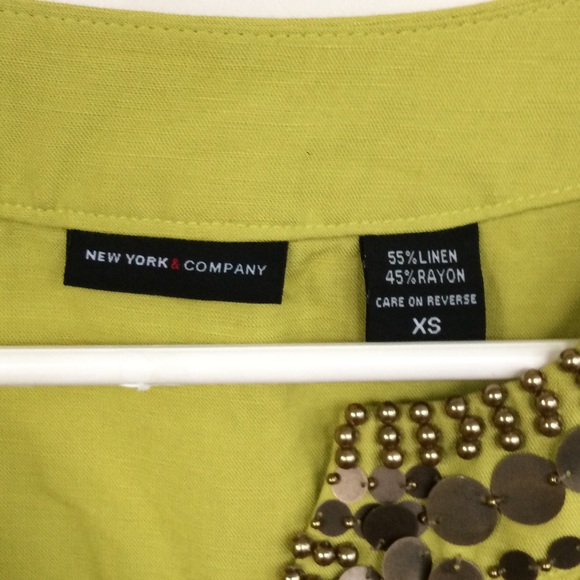 NEW YORK & COMPANY
55%LINEN
45%RAYON
CARE ON REVERSE
XS